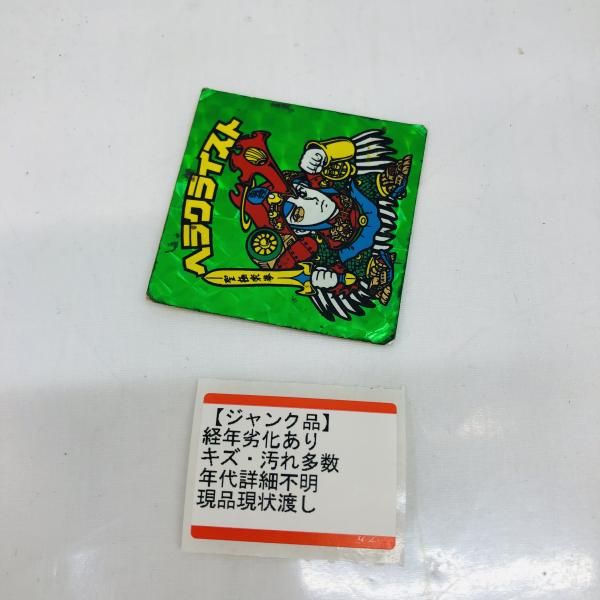 ヘラクライスト
【ジャンク品】
経年劣化あり
キズ・汚れ多数
年代詳細不明
現品現状渡し